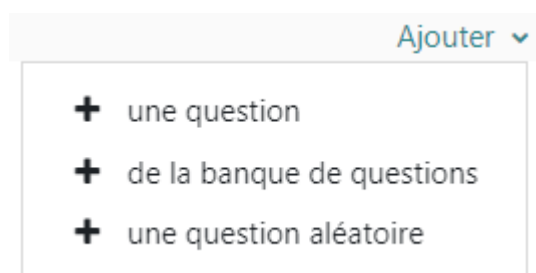 Ajouter
une question
de la banque de questions
une question aléatoire